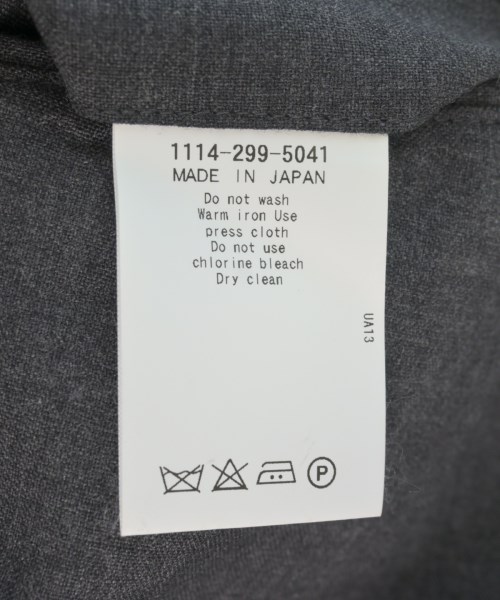 1114-299-5041
MADE IN JAPAN
Do not wash
Warm iron Use
press cloth
Do not use
chlorine bleach
Dry clean
UA13
P